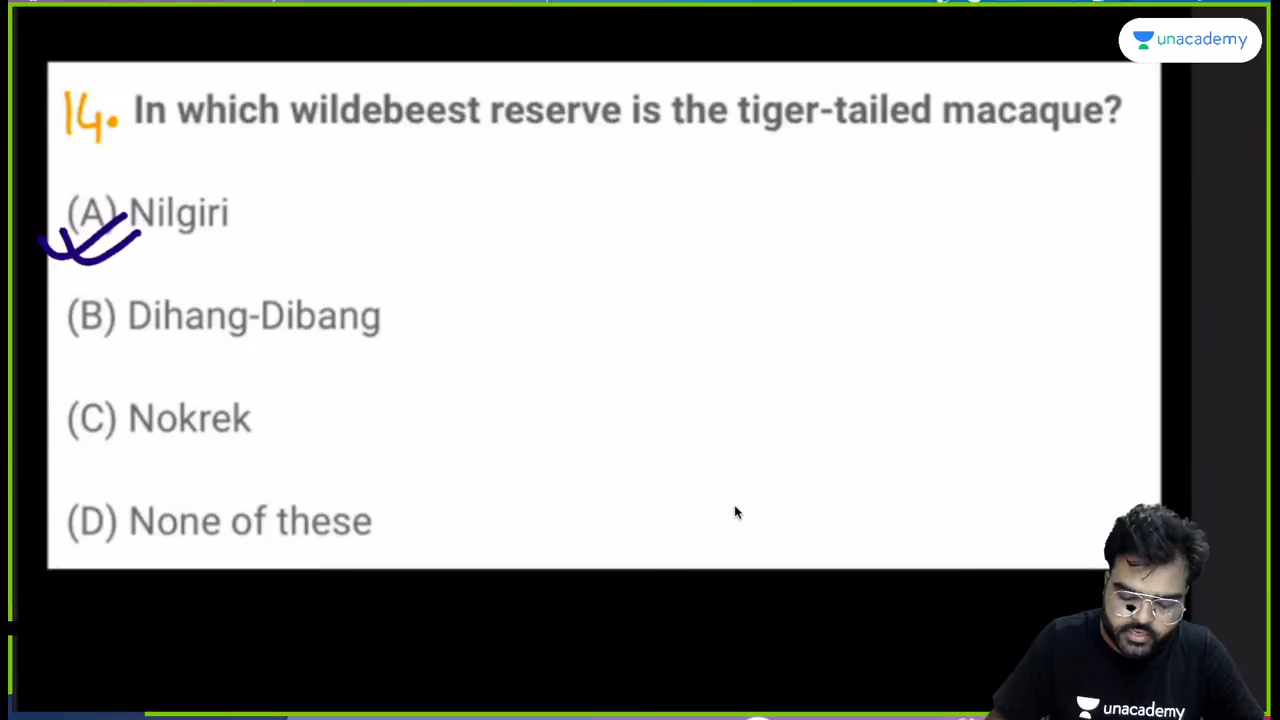 unacademy
14. In which wildebeest reserve is the tiger-tailed macaque?
(A) Nilgiri
(B) Dihang-Dibang
(C) Nokrek
(D) None of these
unacademy